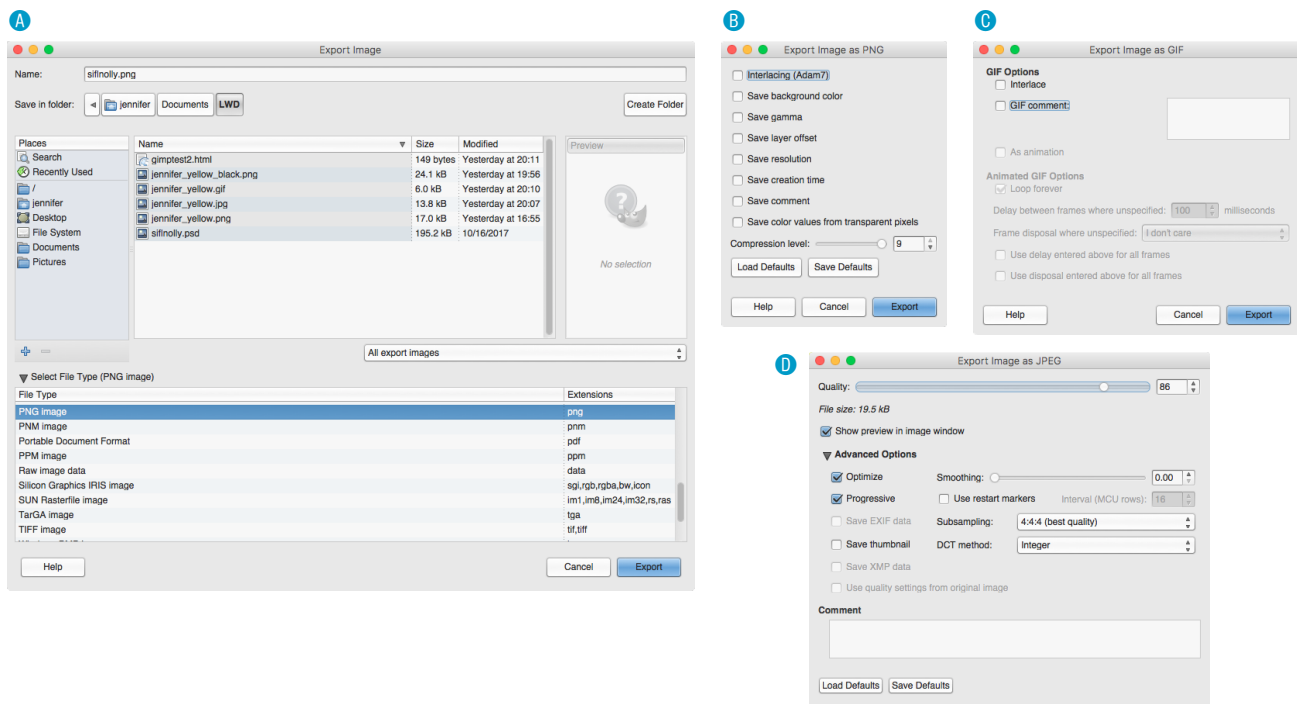 A
Export Image
Name: siflnolly.png
Save in folder: jennifer Documents LWD Create Folder
Places
Search
Recently Used
/
jennifer
Desktop
File System
Documents
Pictures
Name Size Modified
gimptest2.html 149 bytes Yesterday at 20:11
jennifer_yellow_black.png 24.1 kB Yesterday at 19:56
jennifer_yellow.gif 6.0 kB Yesterday at 20:10
jennifer_yellow.jpg 13.8 kB Yesterday at 20:07
jennifer_yellow.png 17.0 kB Yesterday at 16:55
siflnolly.psd 195.2 kB 10/16/2017
Preview
No selection
All export images
Select File Type (PNG image)
File Type Extensions
PNG image png
PNM image pnm
Portable Document Format pdf
PPM image ppm
Raw image data data
Silicon Graphics IRIS image sgi,rgb,rgba,bw,icon
SUN Rasterfile image im1,im8,im24,im32,rs,ras
TarGA image tga
TIFF image tif,tiff
Help Cancel Export
B
Export Image as PNG
Interlacing (Adam7)
Save background color
Save gamma
Save layer offset
Save resolution
Save creation time
Save comment
Save color values from transparent pixels
Compression level: 9
Load Defaults Save Defaults
Help Cancel Export
C
Export Image as GIF
GIF Options
Interlace
GIF comment:
As animation
Animated GIF Options
Loop forever
Delay between frames where unspecified: 100 milliseconds
Frame disposal where unspecified: I don't care
Use delay entered above for all frames
Use disposal entered above for all frames
Help Cancel Export
D
Export Image as JPEG
Quality: 86
File size: 19.5 kB
Show preview in image window
Advanced Options
Optimize Smoothing: 0.00
Progressive Use restart markers Interval (MCU rows): 16
Save EXIF data Subsampling: 4:4:4 (best quality)
Save thumbnail DCT method: Integer
Save XMP data
Use quality settings from original image
Comment
Load Defaults Save Defaults